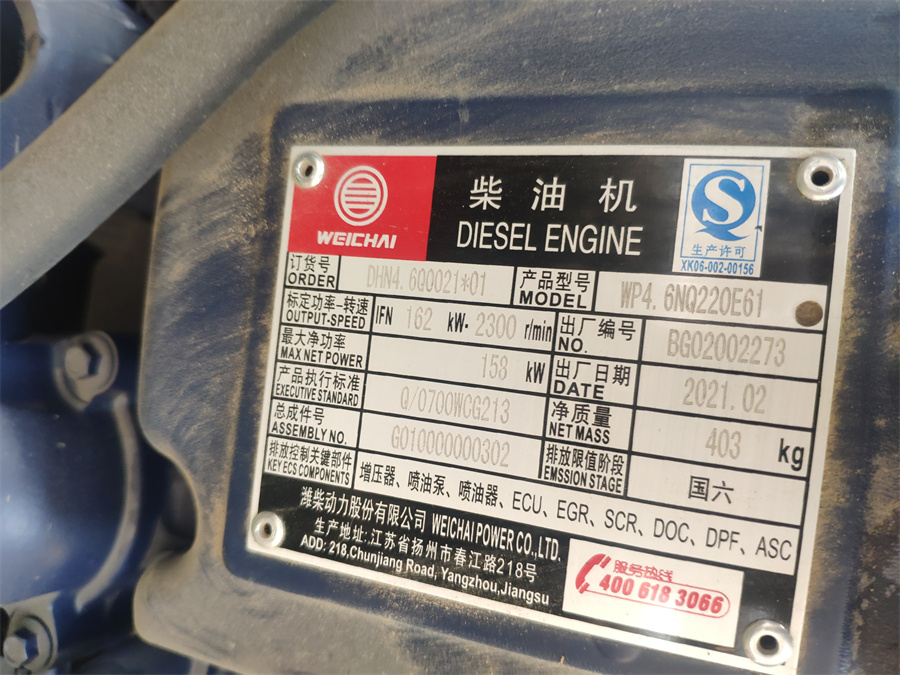 WEICHAI
柴油机
DIESEL ENGINE
生产许可
XK06-002-00156
订货号 DHN4.6Q0021*01 产品型号 WP4.6NQ220E61
ORDER MODEL
标定功率-转速 IFN 162 kW-2300 r/min 出厂编号 BG02002273
OUTPUT-SPEED NO.
最大净功率 158 kW 出厂日期 2021.02
MAX NET POWER DATE
产品执行标准 Q/0700WCG213 净质量 403 kg
EXECUTIVE STANDARD NET MASS
总成件号 G010000000302 排放限值阶段 国六
ASSEMBLY NO. EMSSION STAGE
排放控制关键部件 增压器、喷油泵、喷油器、ECU、EGR、SCR、DOC、DPF、ASC
KEY ECS COMPONENTS
潍柴动力股份有限公司 WEICHAI POWER CO.,LTD.
生产地址:江苏省扬州市春江路218号
ADD: 218,Chunjiang Road, Yangzhou,Jiangsu
服务热线
400 618 3066